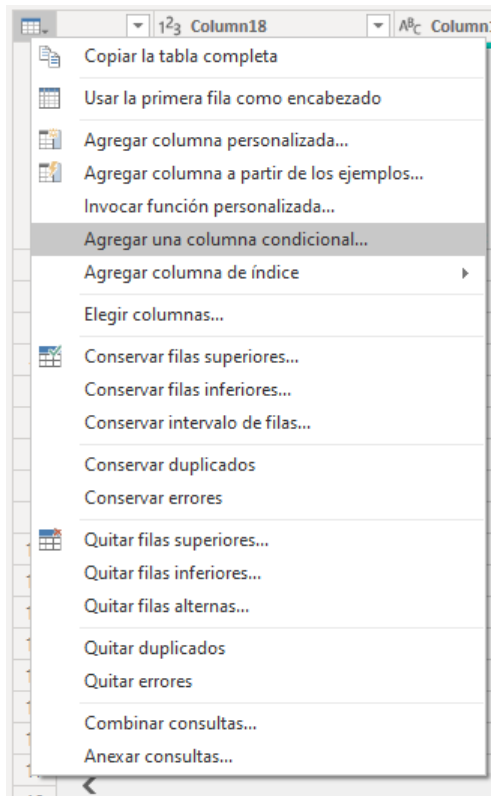 1²3 Column18 ABC Column
Copiar la tabla completa
Usar la primera fila como encabezado
Agregar columna personalizada...
Agregar columna a partir de los ejemplos...
Invocar función personalizada...
Agregar una columna condicional...
Agregar columna de índice
Elegir columnas...
Conservar filas superiores...
Conservar filas inferiores...
Conservar intervalo de filas...
Conservar duplicados
Conservar errores
Quitar filas superiores...
Quitar filas inferiores...
Quitar filas alternas...
Quitar duplicados
Quitar errores
Combinar consultas...
Anexar consultas...